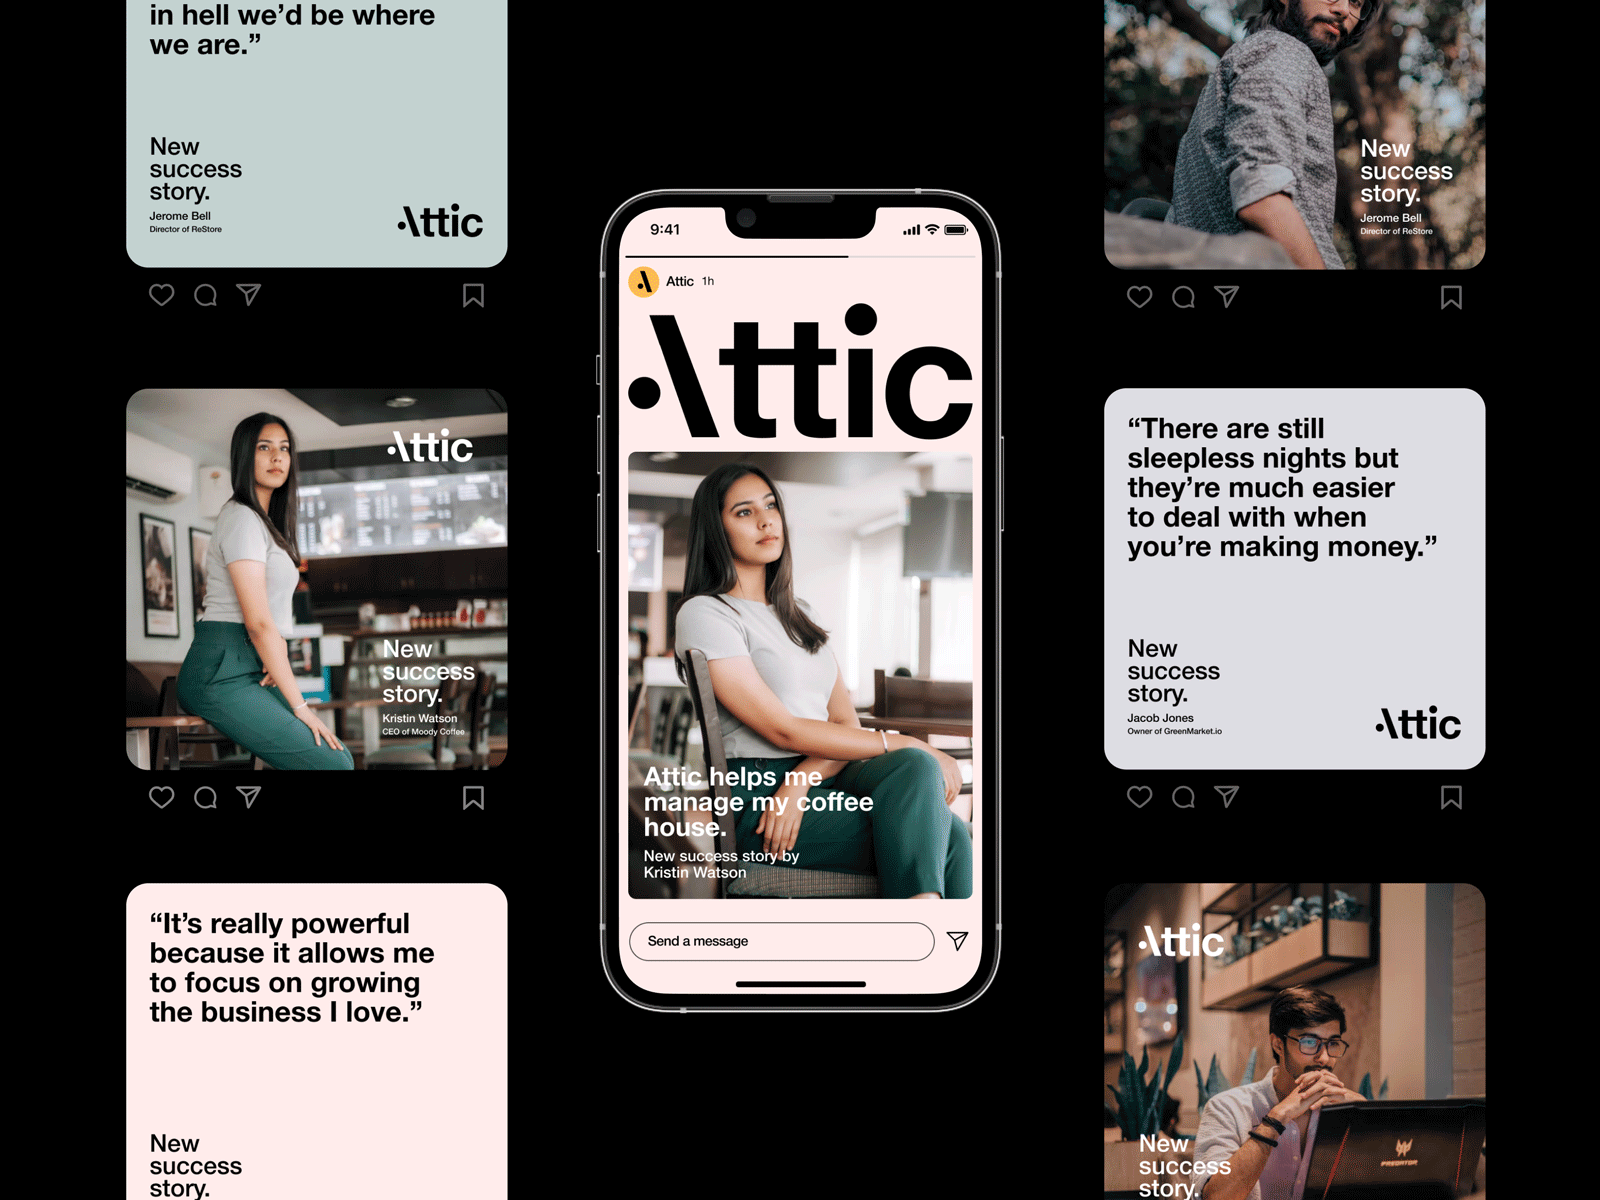 in hell we’d be where
we are.”
New
success
story.
Jerome Bell
Director of ReStore
Attic
Attic
New
success
story.
Kristin Watson
CEO of Moody Coffee
“It’s really powerful
because it allows me
to focus on growing
the business I love.”
New
success
story.
9:41
Attic 1h
Attic
Attic helps me
manage my coffee
house.
New success story by
Kristin Watson
Send a message
New
success
story.
Jerome Bell
Director of ReStore
“There are still
sleepless nights but
they’re much easier
to deal with when
you’re making money.”
New
success
story.
Jacob Jones
Owner of GreenMarket.io
Attic
Attic
PREDATOR
New
success
story.